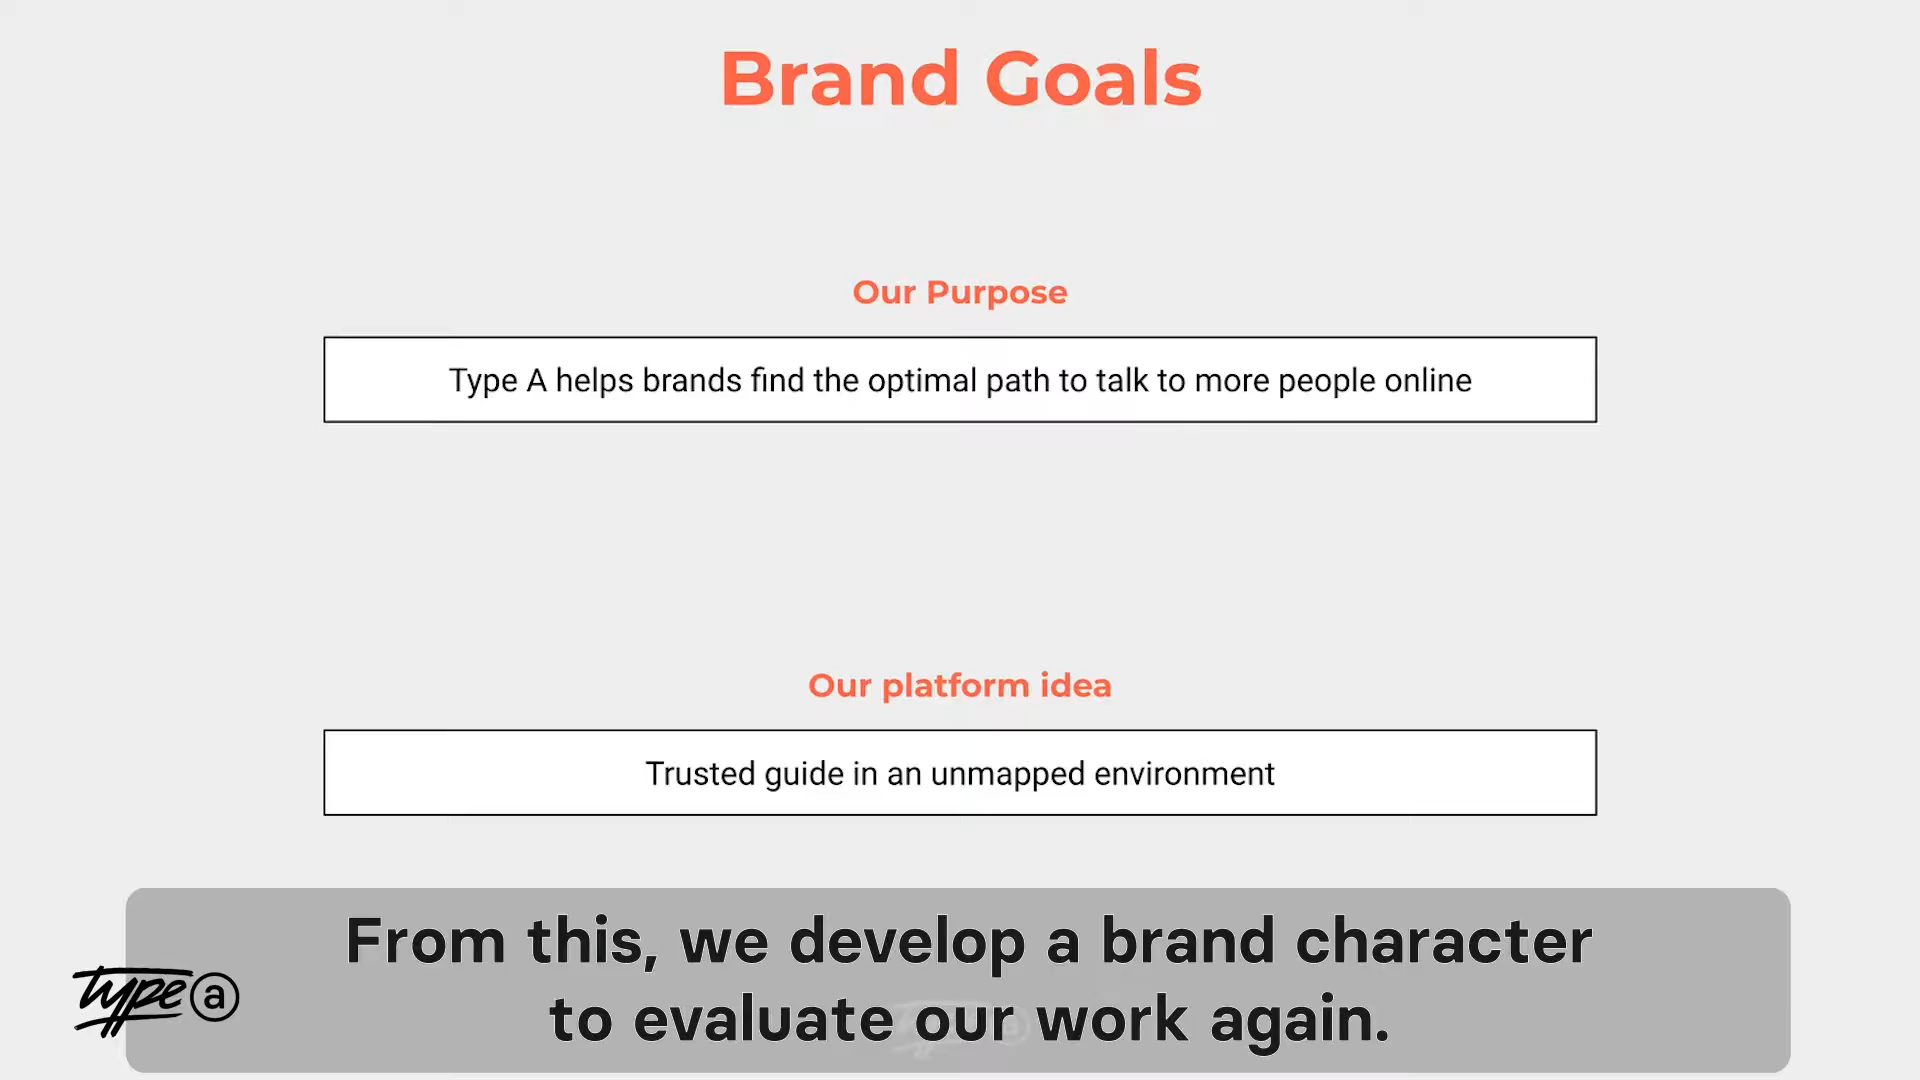 Brand Goals
Our Purpose
Type A helps brands find the optimal path to talk to more people online
Our platform idea
Trusted guide in an unmapped environment
From this, we develop a brand character
to evaluate our work again.
type a